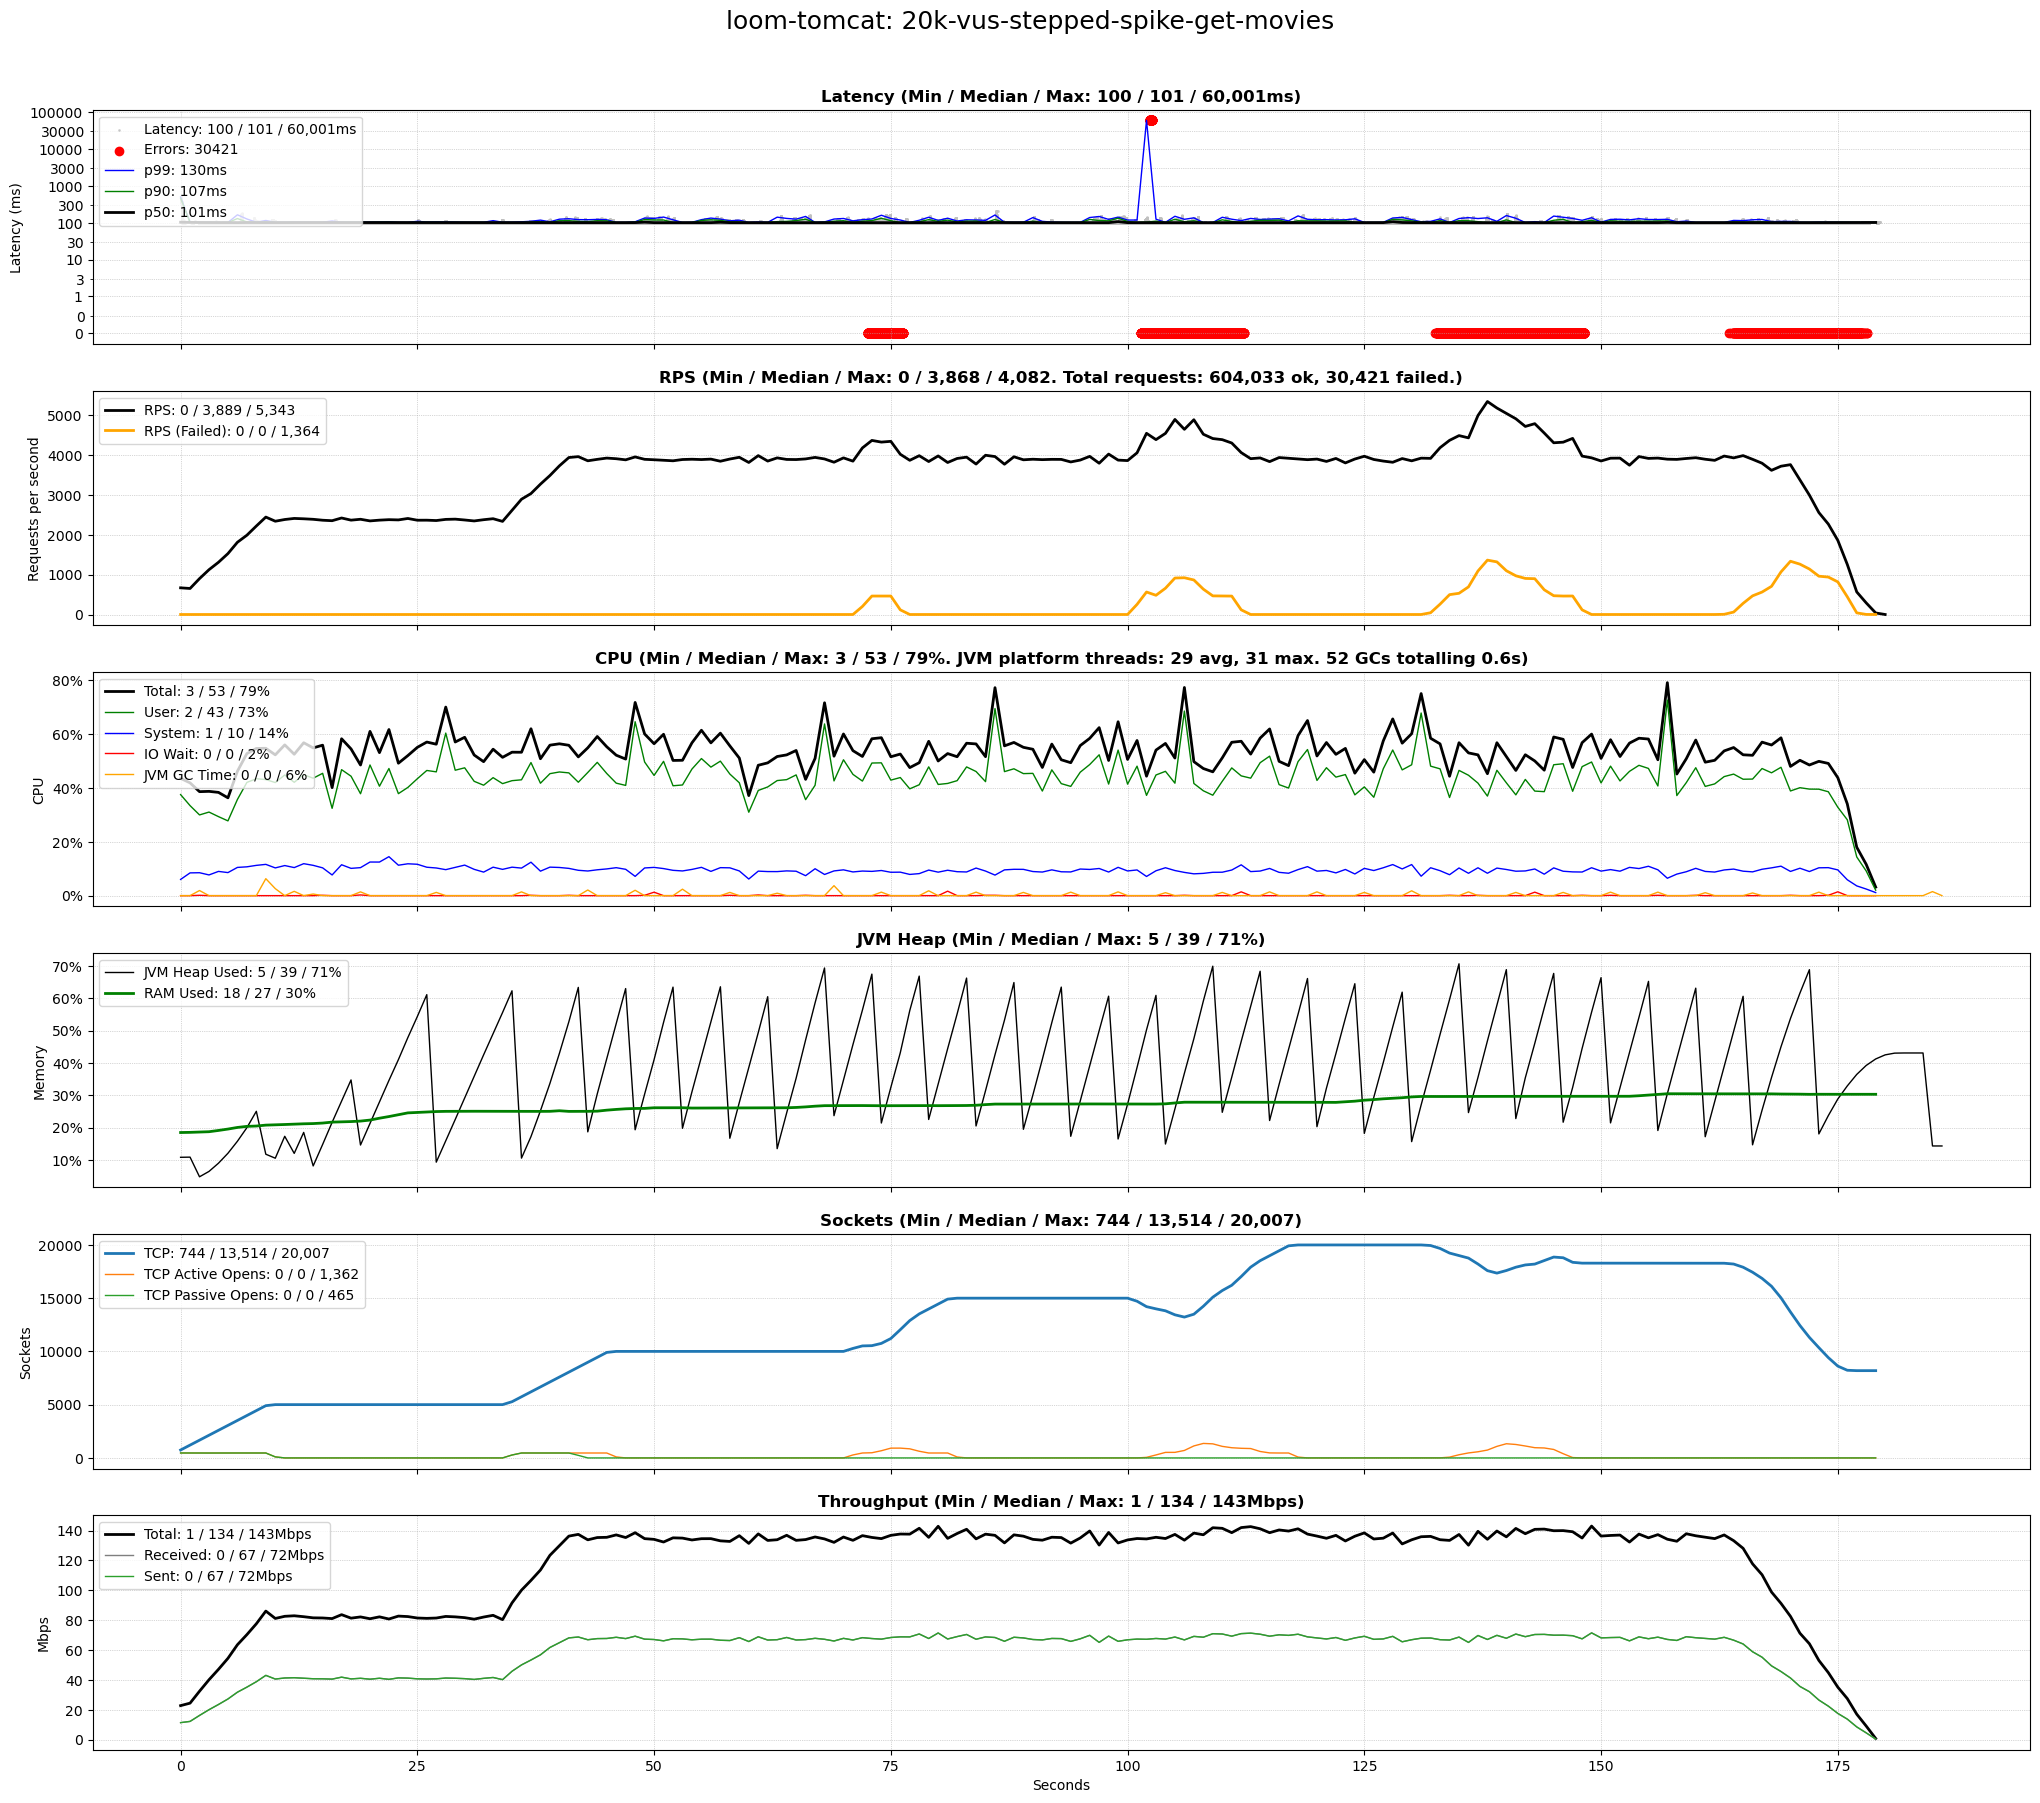 loom-tomcat: 20k-vus-stepped-spike-get-movies
Latency (Min / Median / Max: 100 / 101 / 60,001ms)
Latency (ms)
100000
30000
10000
3000
1000
300
100
30
10
3
1
0
0
Latency: 100 / 101 / 60,001ms
Errors: 30421
p99: 130ms
p90: 107ms
p50: 101ms
RPS (Min / Median / Max: 0 / 3,868 / 4,082. Total requests: 604,033 ok, 30,421 failed.)
Requests per second
5000
4000
3000
2000
1000
0
RPS: 0 / 3,889 / 5,343
RPS (Failed): 0 / 0 / 1,364
CPU (Min / Median / Max: 3 / 53 / 79%. JVM platform threads: 29 avg, 31 max. 52 GCs totalling 0.6s)
CPU
80%
60%
40%
20%
0%
Total: 3 / 53 / 79%
User: 2 / 43 / 73%
System: 1 / 10 / 14%
IO Wait: 0 / 0 / 2%
JVM GC Time: 0 / 0 / 6%
JVM Heap (Min / Median / Max: 5 / 39 / 71%)
Memory
70%
60%
50%
40%
30%
20%
10%
JVM Heap Used: 5 / 39 / 71%
RAM Used: 18 / 27 / 30%
Sockets (Min / Median / Max: 744 / 13,514 / 20,007)
Sockets
20000
15000
10000
5000
0
TCP: 744 / 13,514 / 20,007
TCP Active Opens: 0 / 0 / 1,362
TCP Passive Opens: 0 / 0 / 465
Throughput (Min / Median / Max: 1 / 134 / 143Mbps)
Mbps
140
120
100
80
60
40
20
0
Total: 1 / 134 / 143Mbps
Received: 0 / 67 / 72Mbps
Sent: 0 / 67 / 72Mbps
0 25 50 75 100 125 150 175
Seconds